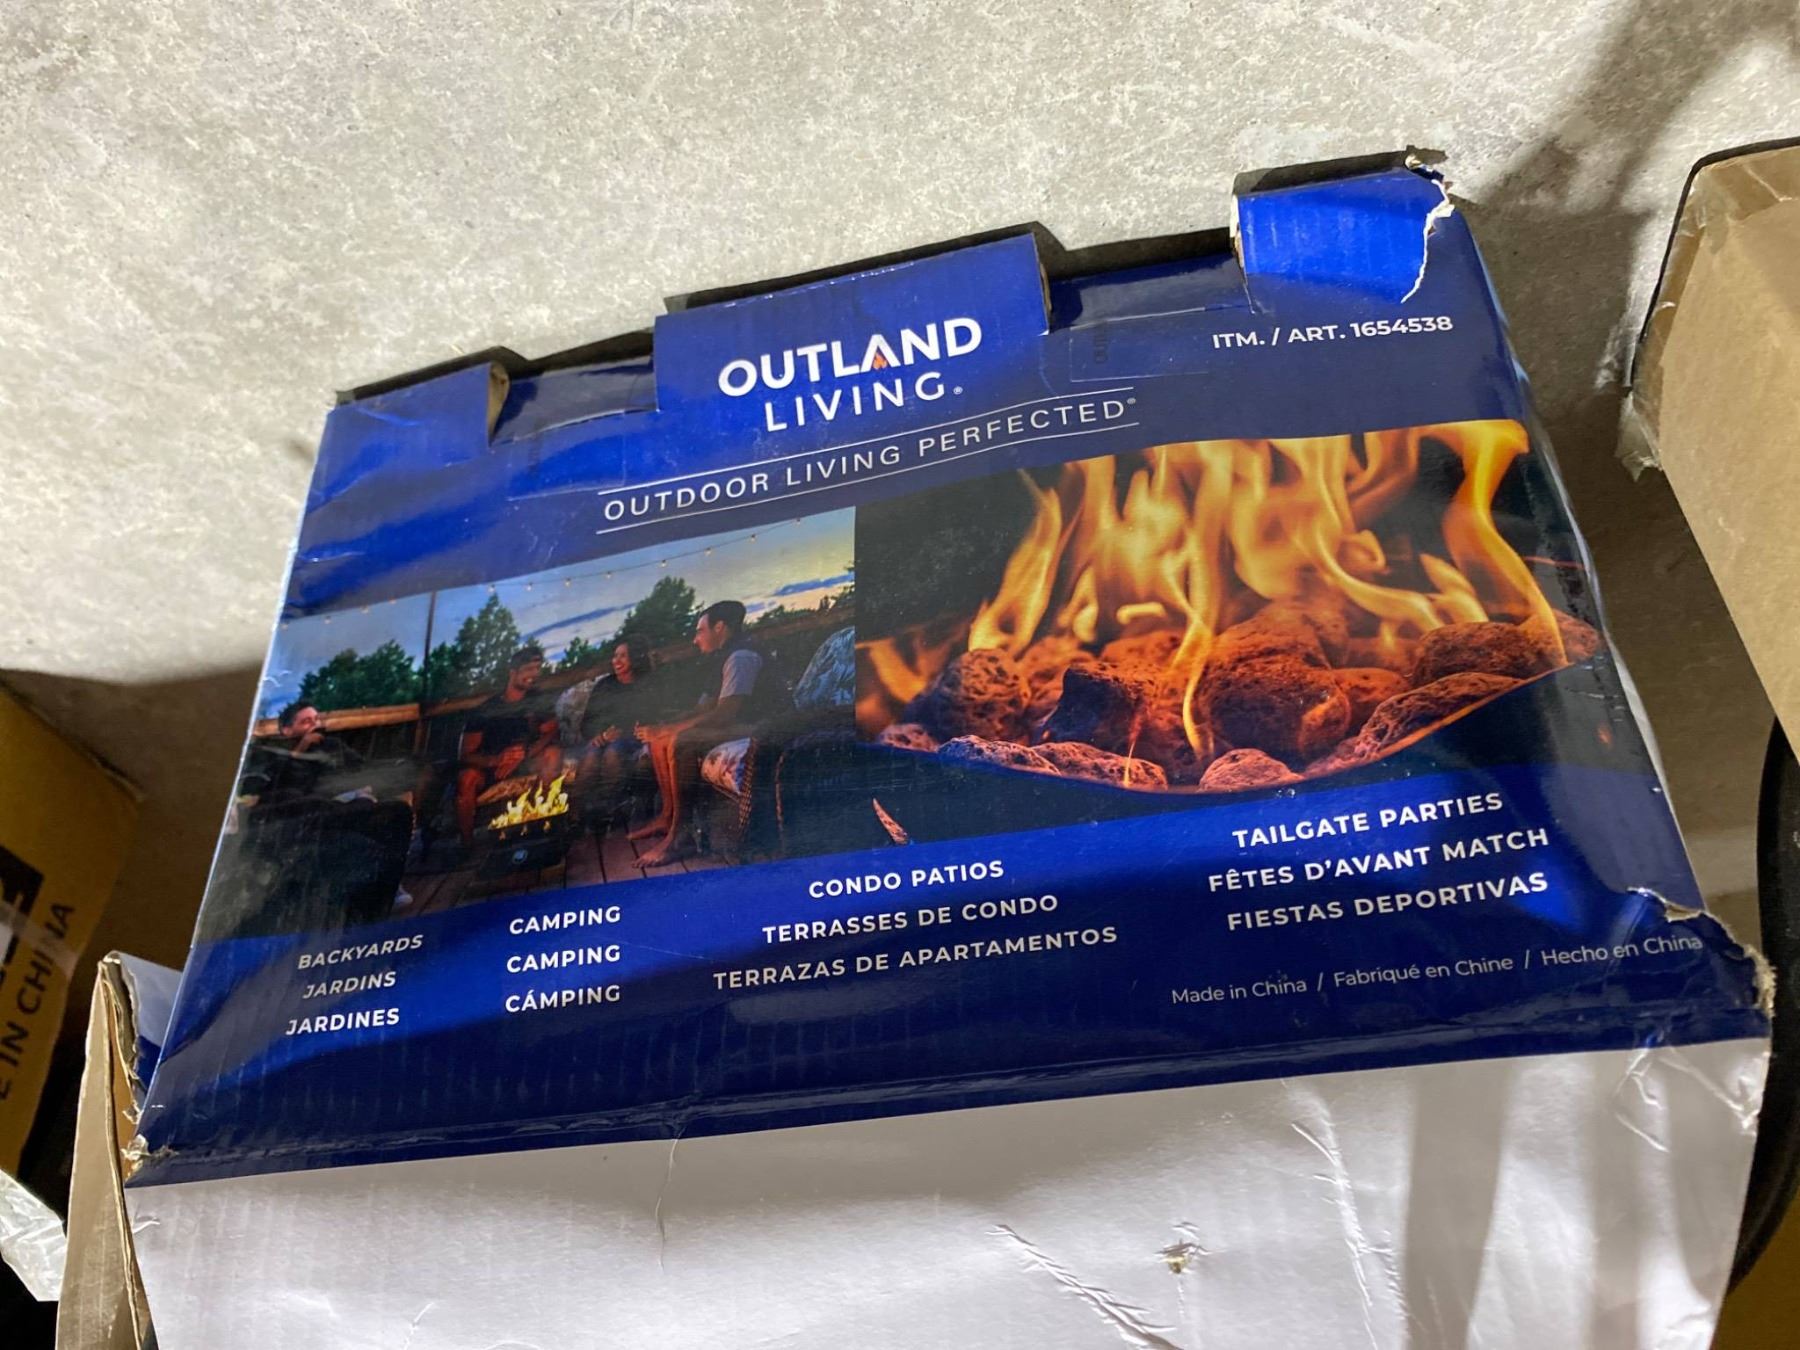 OUTLAND
LIVING®
OUTDOOR LIVING PERFECTED®
ITM. / ART. 1654538
BACKYARDS
JARDINS
JARDINES
CAMPING
CAMPING
CÁMPING
CONDO PATIOS
TERRASSES DE CONDO
TERRAZAS DE APARTAMENTOS
TAILGATE PARTIES
FÊTES D'AVANT MATCH
FIESTAS DEPORTIVAS
Made in China / Fabriqué en Chine / Hecho en China
IN CHINA